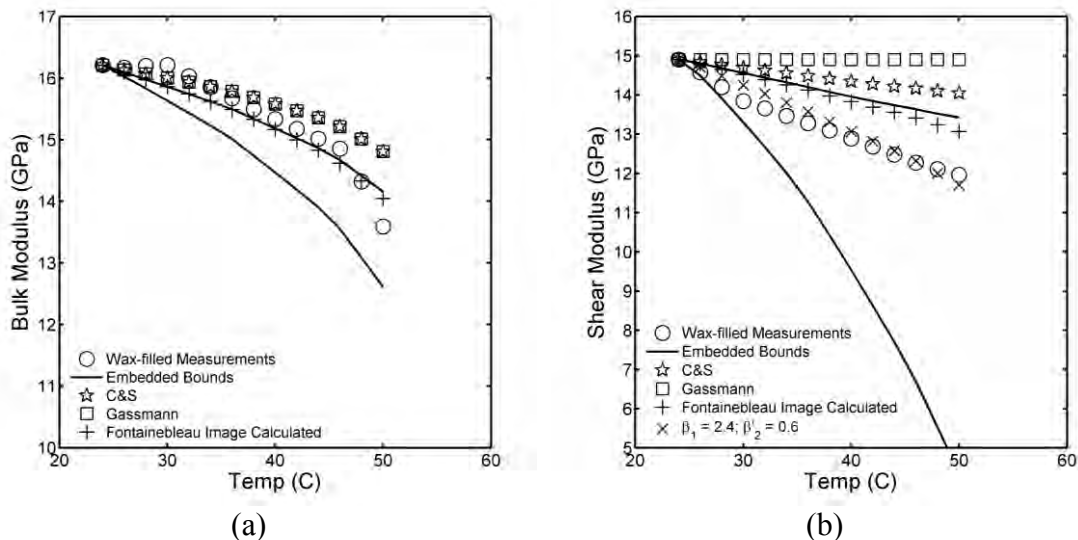 17
16
15
14
13
12
11
10
20
30
40
50
60
Bulk Modulus (GPa)
Temp (C)
Wax-filled Measurements
Embedded Bounds
C&S
Gassmann
Fontainebleau Image Calculated
(a)
16
15
14
13
12
11
10
9
8
7
6
5
20
30
40
50
60
Shear Modulus (GPa)
Temp (C)
Wax-filled Measurements
Embedded Bounds
C&S
Gassmann
Fontainebleau Image Calculated
β1 = 2.4; β'2 = 0.6
(b)